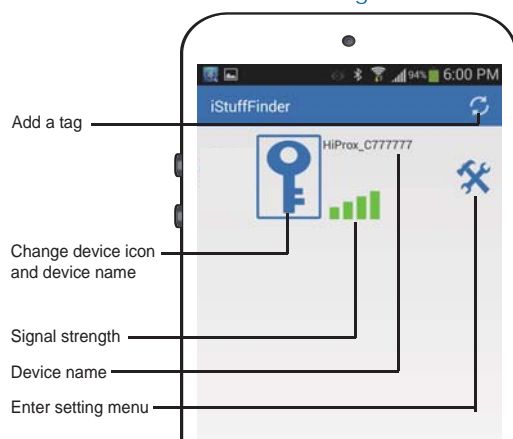 94% 6:00 PM
iStuffFinder
Add a tag
HiProx_C777777
Change device icon
and device name
Signal strength
Device name
Enter setting menu